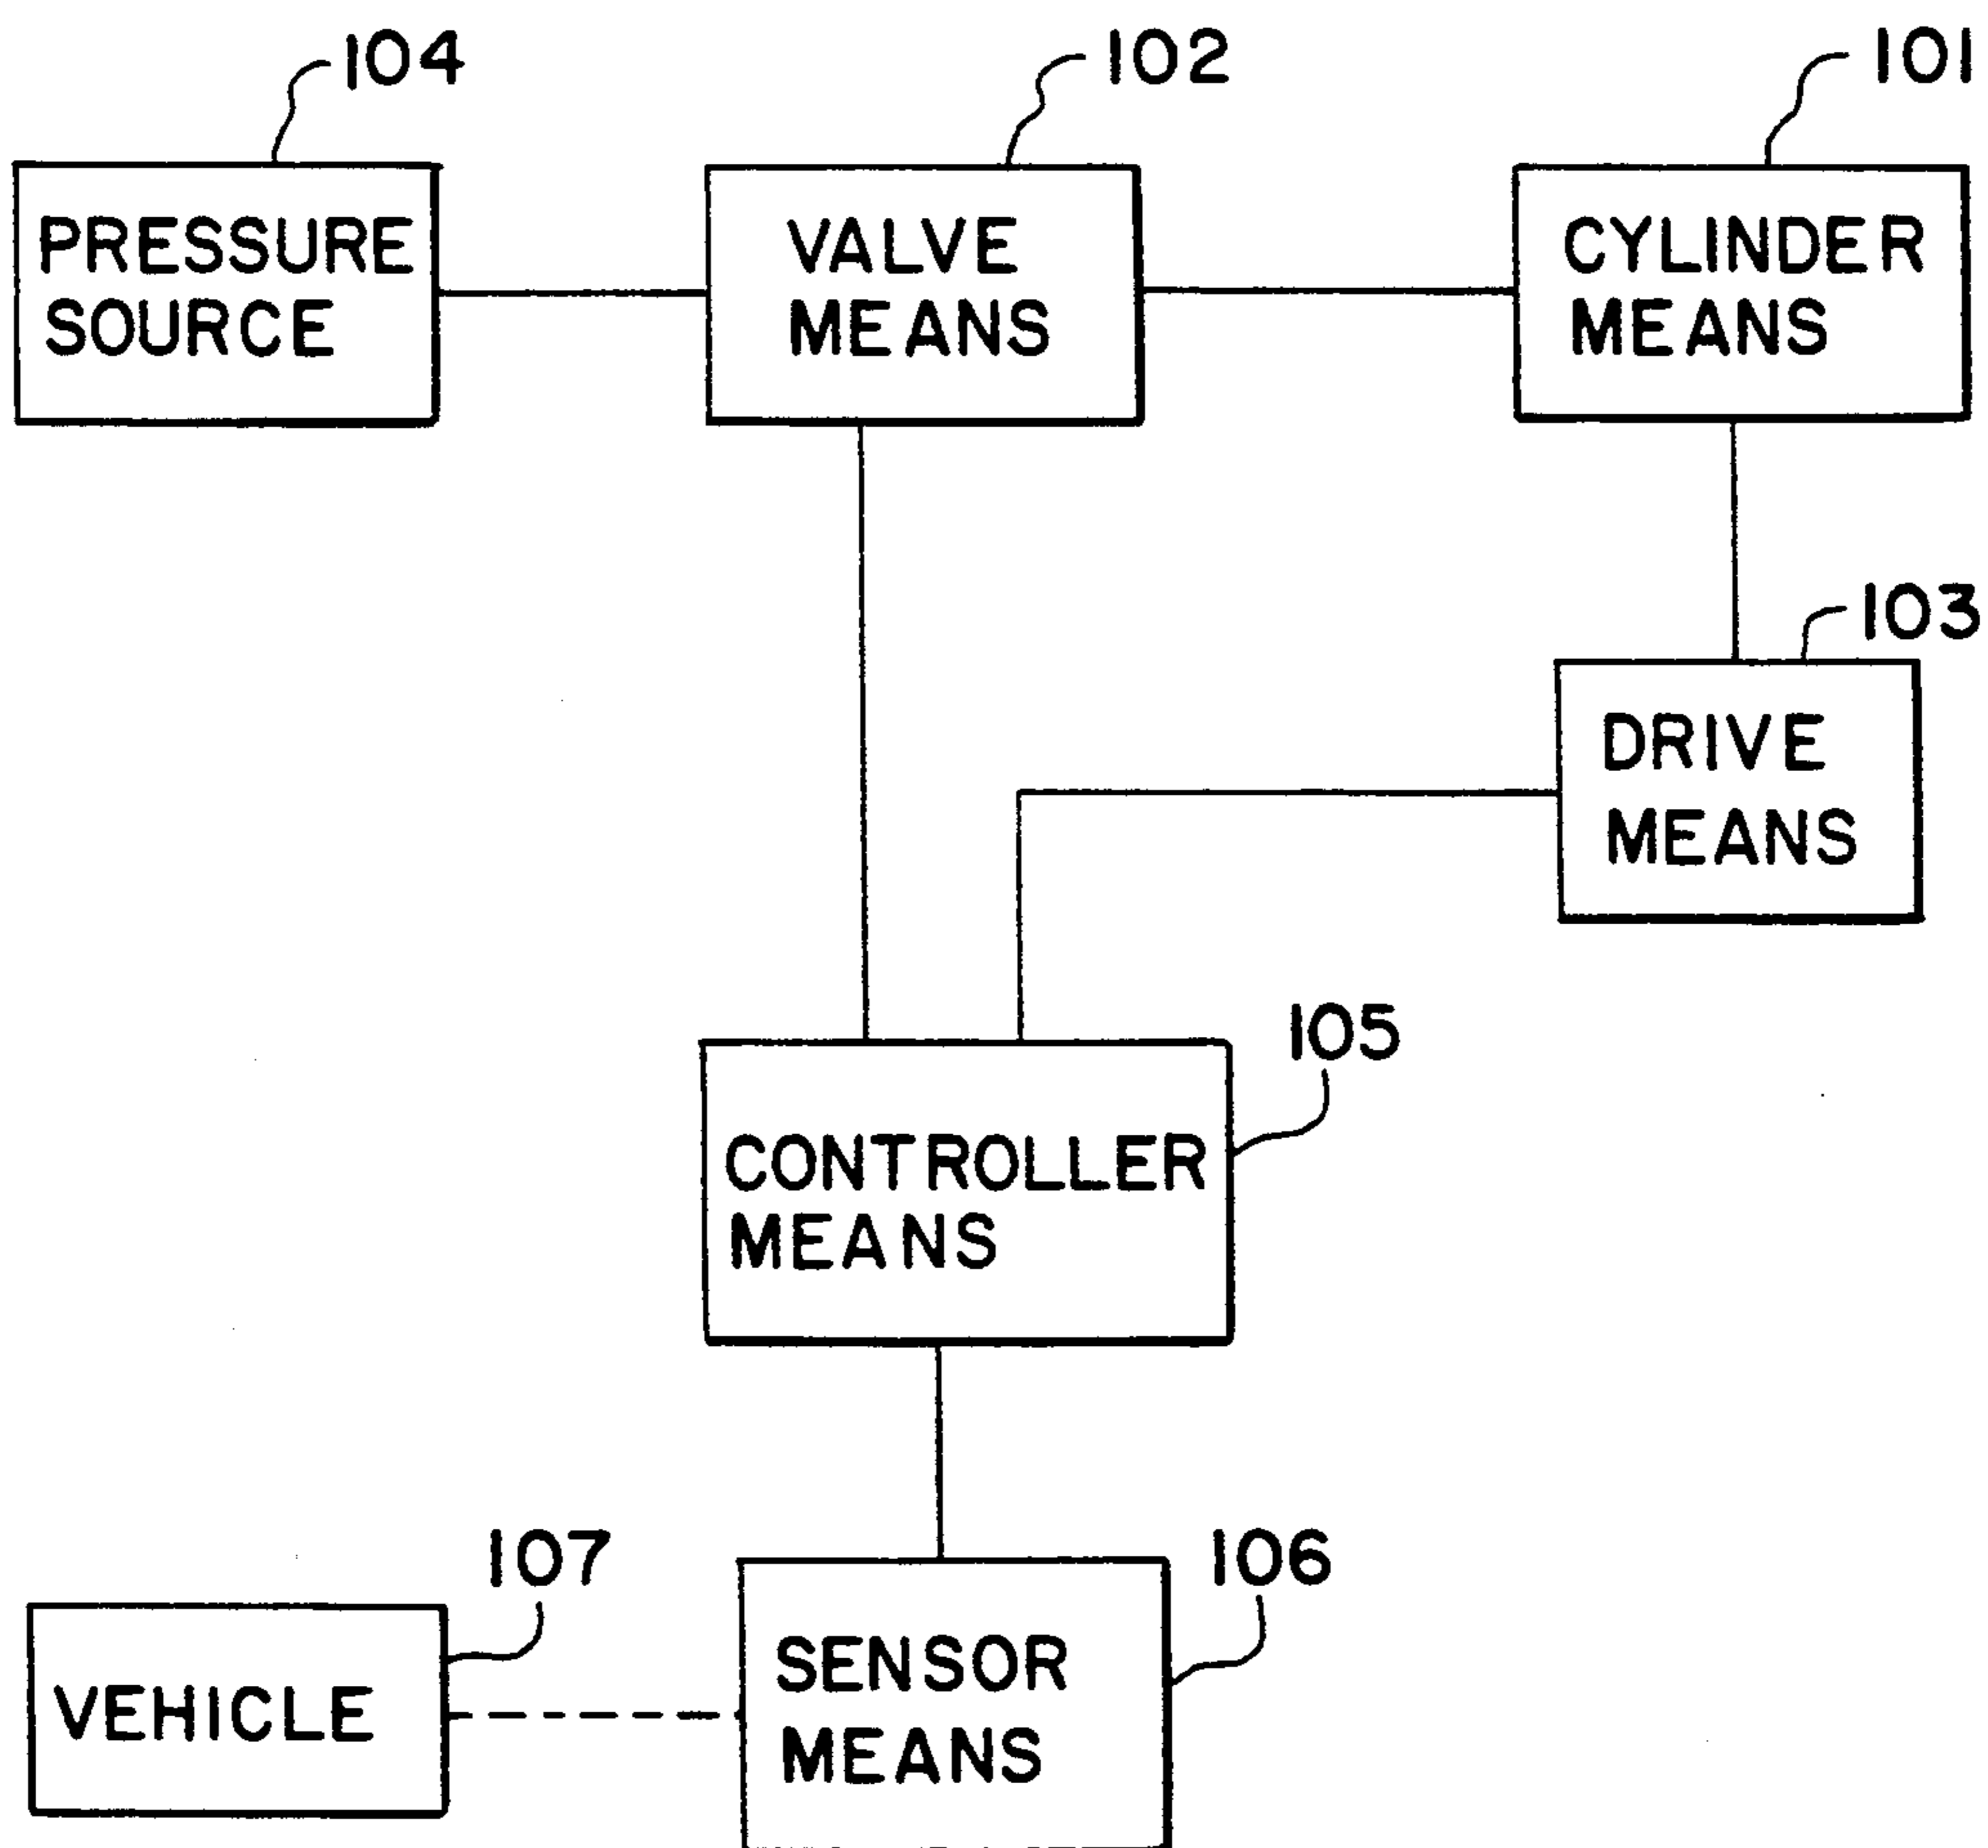 104
102
101
PRESSURE
SOURCE
VALVE
MEANS
CYLINDER
MEANS
103
DRIVE
MEANS
105
CONTROLLER
MEANS
107
106
VEHICLE
SENSOR
MEANS